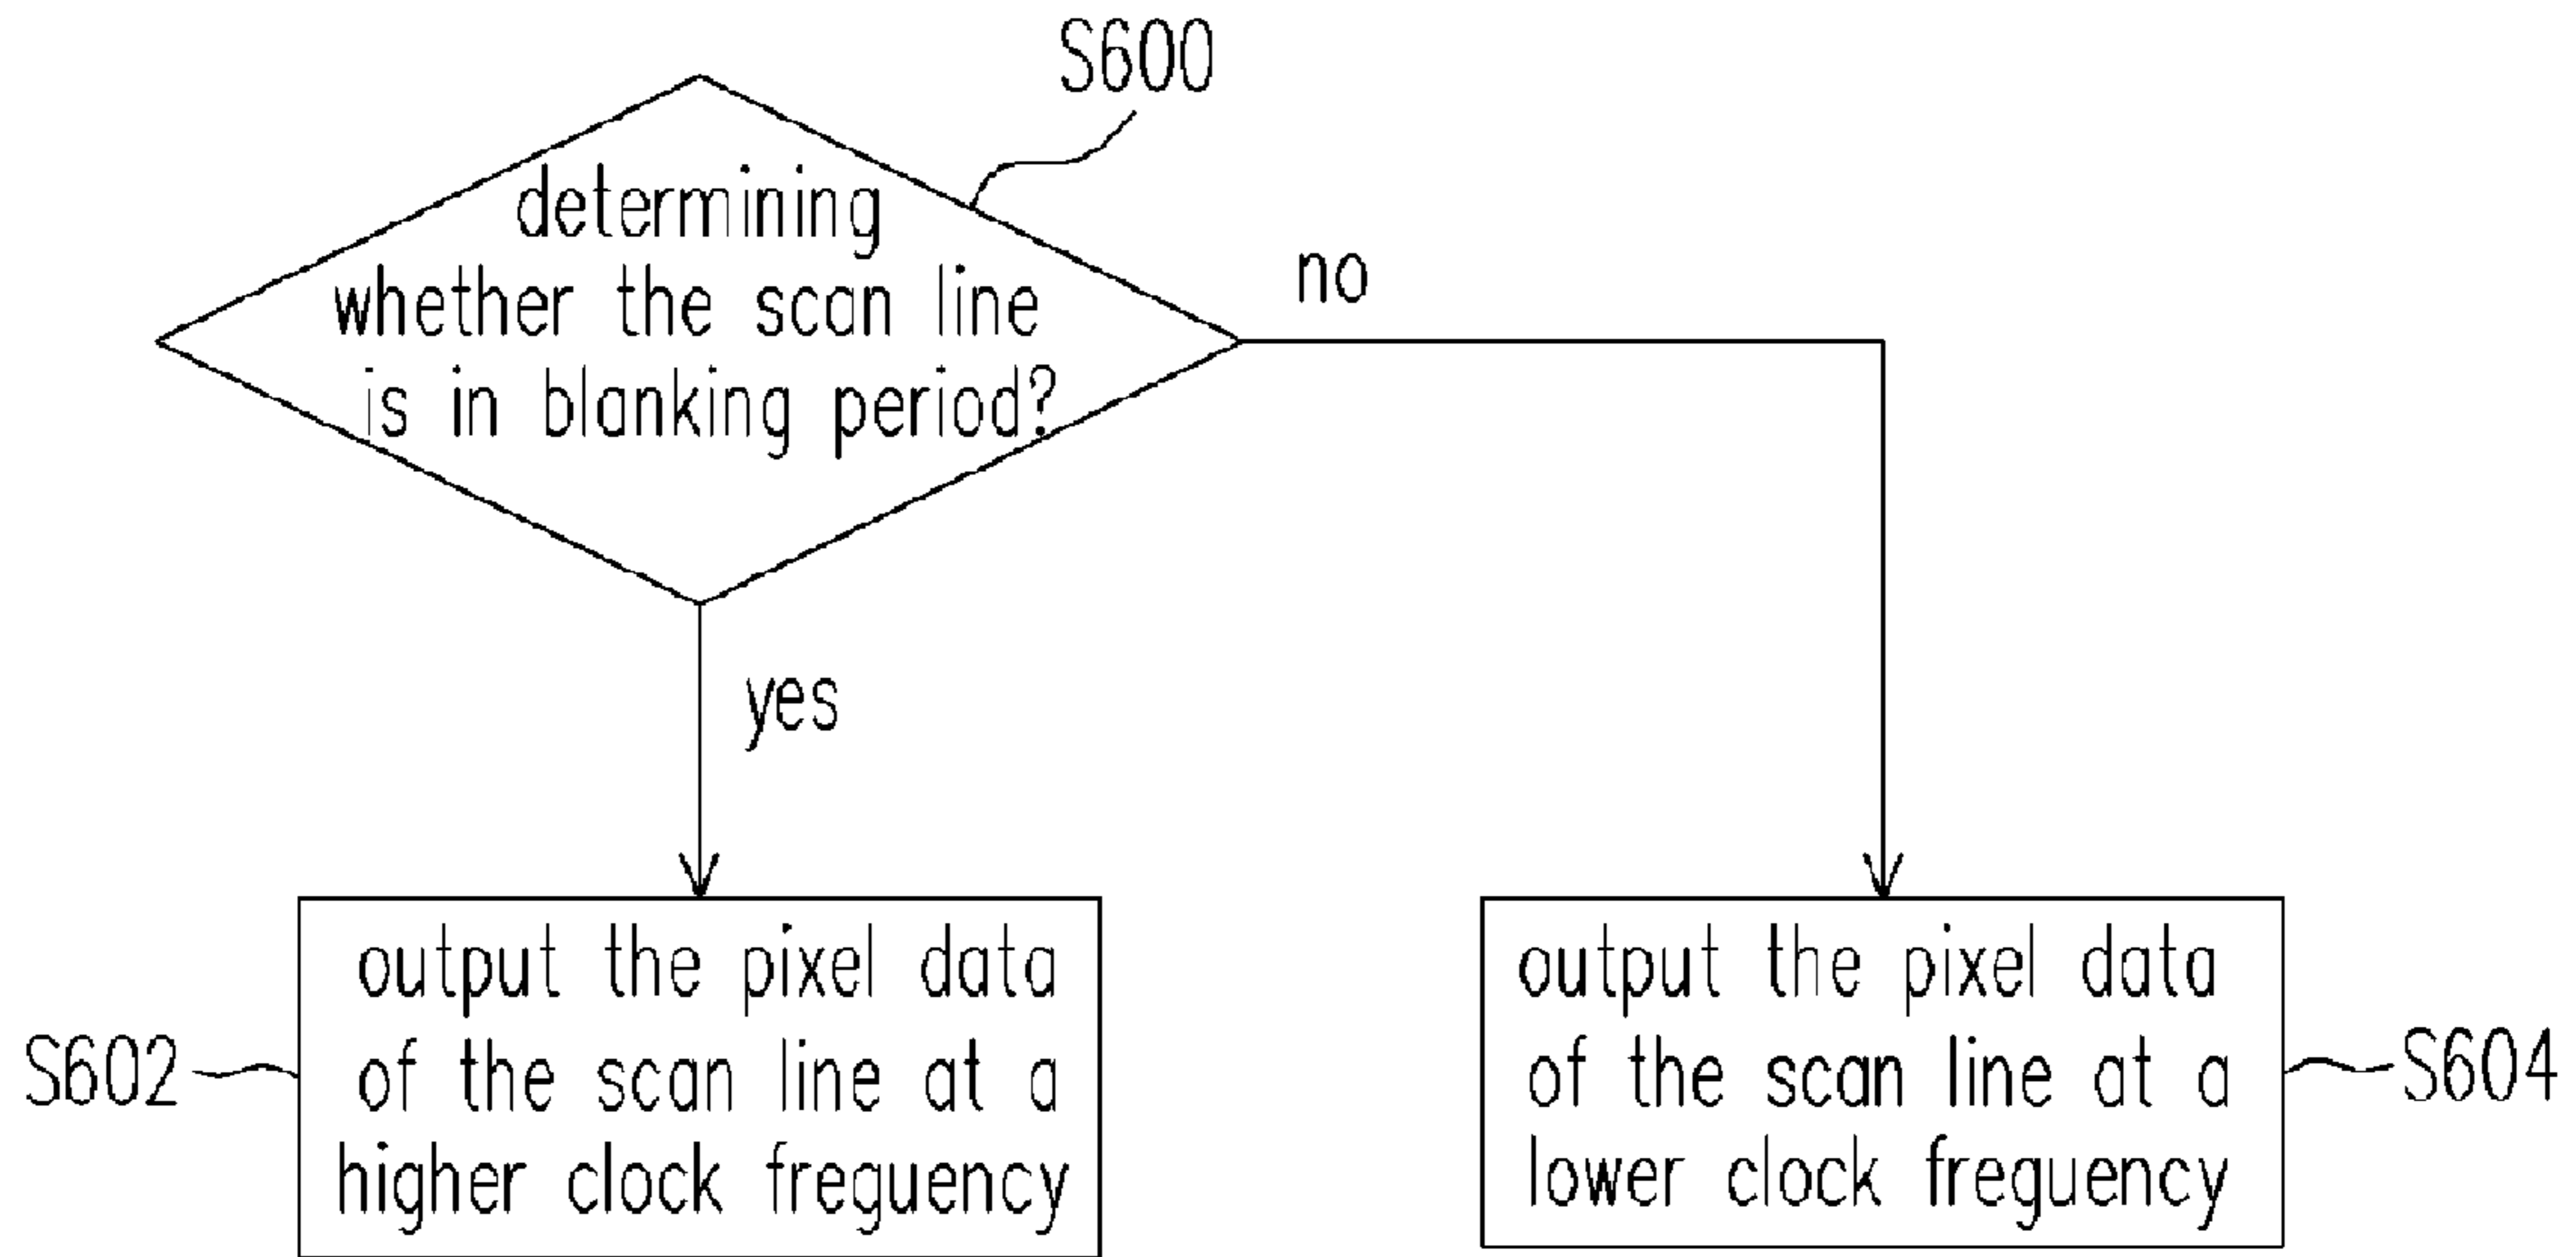 S600
determining
whether the scan line
is in blanking period?
no
yes
output the pixel data
of the scan line at a
higher clock freguency
S602
output the pixel data
of the scan line at a
lower clock freguency
S604